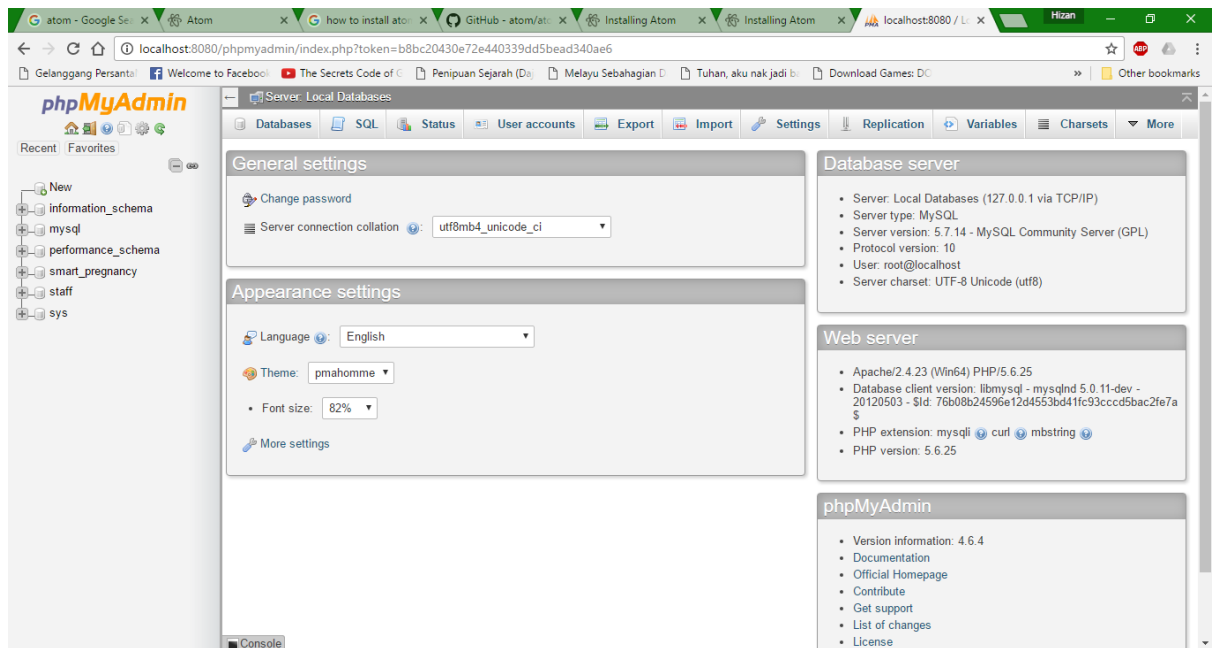 atom - Google Sea
Atom
how to install aton
GitHub - atom/ato
Installing Atom
Installing Atom
localhost:8080 / Lo
Hizan
localhost:8080/phpmyadmin/index.php?token=b8bc20430e72e440339dd5bead340ae6
ABP
Gelanggang Persanta
Welcome to Facebook
The Secrets Code of G
Penipuan Sejarah (Daj
Melayu Sebahagian D
Tuhan, aku nak jadi ba
Download Games: DO
»
Other bookmarks
phpMyAdmin
Recent
Favorites
New
information_schema
mysql
performance_schema
smart_pregnancy
staff
sys
Server: Local Databases
Databases
SQL
Status
User accounts
Export
Import
Settings
Replication
Variables
Charsets
More
General settings
Change password
Server connection collation :
utf8mb4_unicode_ci
Appearance settings
Language :
English
Theme:
pmahomme
• Font size:
82%
More settings
Database server
• Server: Local Databases (127.0.0.1 via TCP/IP)
• Server type: MySQL
• Server version: 5.7.14 - MySQL Community Server (GPL)
• Protocol version: 10
• User: root@localhost
• Server charset: UTF-8 Unicode (utf8)
Web server
• Apache/2.4.23 (Win64) PHP/5.6.25
• Database client version: libmysql - mysqlnd 5.0.11-dev -
20120503 - $Id: 76b08b24596e12d4553bd41fc93cccd5bac2fe7a
$
• PHP extension: mysqli curl mbstring
• PHP version: 5.6.25
phpMyAdmin
• Version information: 4.6.4
• Documentation
• Official Homepage
• Contribute
• Get support
• List of changes
• License
Console